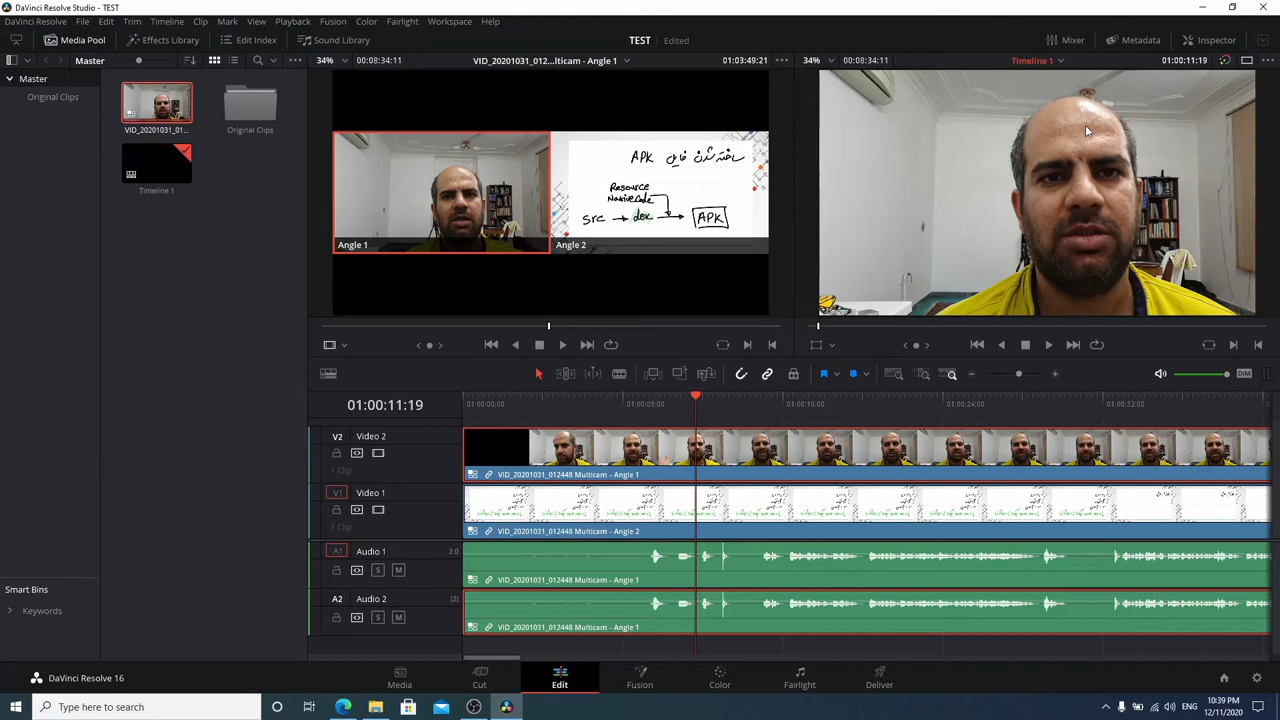 DaVinci Resolve Studio - TEST
DaVinci Resolve File Edit Trim Timeline Clip Mark View Playback Fusion Color Fairlight Workspace Help
Media Pool Effects Library Edit Index Sound Library TEST Edited Mixer Metadata Inspector
Master 34% 00:08:34:11 VID_20201031_012...lticam - Angle 1 01:03:49:21 34% 00:08:34:11 Timeline 1 01:00:11:19
Master
Original Clips
VID_20201031_01...
Original Clips
Timeline 1
ساخته شدن فایل APK
Resource
Native Code
src → dex → APK
Angle 1
Angle 2
01:00:11:19
01:00:00:00 01:00:08:00 01:00:16:00 01:00:24:00 01:00:32:00
DIM
V2 Video 2
1 Clip
VID_20201031_012448 Multicam - Angle 1
V1 Video 1
1 Clip
VID_20201031_012448 Multicam - Angle 2
A1 Audio 1 2.0
S M
VID_20201031_012448 Multicam - Angle 1
A2 Audio 2 (2)
S M
VID_20201031_012448 Multicam - Angle 1
Smart Bins
Keywords
DaVinci Resolve 16
Media Cut Edit Fusion Color Fairlight Deliver
Type here to search
ENG
10:39 PM
12/11/2020